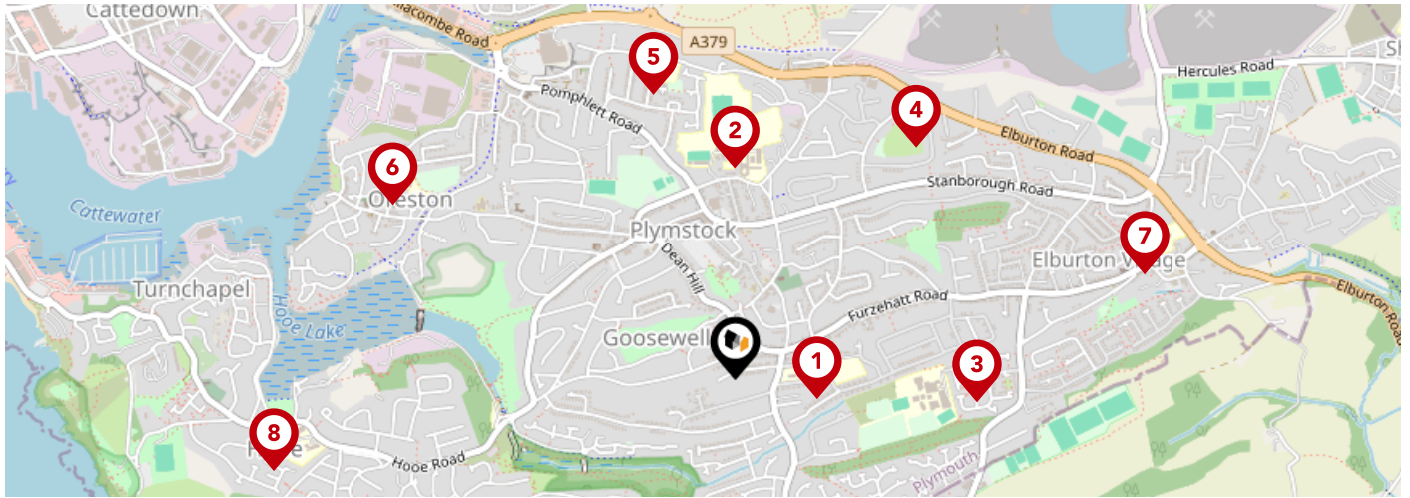 Cattedown
acombe Road
A379
5
Hercules Road
Pomphlett Road
4
2
Elburton Road
6
Oreston
Stanborough Road
Cattewater
Plymstock
7
Elburton Village
Dean Hill
Turnchapel
Hooe Lake
Furzehatt Road
Elburton Road
Goosewell
1
3
8
Hooe
Hooe Road
Plymouth